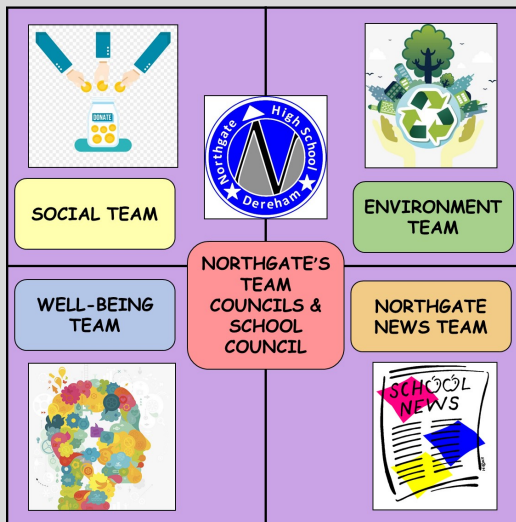 DONATE
Northgate High School
Dereham
SOCIAL TEAM
ENVIRONMENT
TEAM
NORTHGATE'S
TEAM
COUNCILS &
SCHOOL
COUNCIL
WELL-BEING
TEAM
NORTHGATE
NEWS TEAM
SCHOOL
NEWS